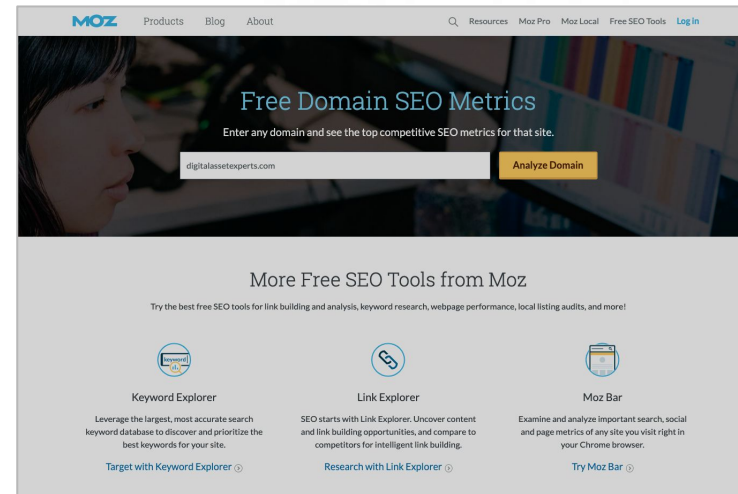 MOZ Products Blog About Resources Moz Pro Moz Local Free SEO Tools Log in
Free Domain SEO Metrics
Enter any domain and see the top competitive SEO metrics for that site.
digitalassetexperts.com Analyze Domain
More Free SEO Tools from Moz
Try the best free SEO tools for link building and analysis, keyword research, webpage performance, local listing audits, and more!
keyword
Keyword Explorer
Leverage the largest, most accurate search
keyword database to discover and prioritize the
best keywords for your site.
Target with Keyword Explorer
Link Explorer
SEO starts with Link Explorer. Uncover content
and link building opportunities, and compare to
competitors for intelligent link building.
Research with Link Explorer
Moz Bar
Examine and analyze important search, social
and page metrics of any site you visit right in
your Chrome browser.
Try Moz Bar